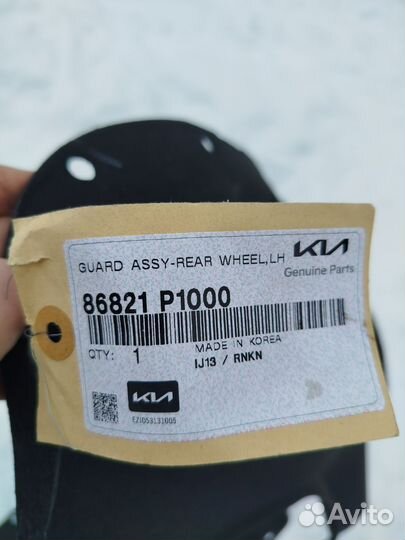 GUARD ASSY-REAR WHEEL,LH KIA
Genuine Parts
86821 P1000
QTY: 1 MADE IN KOREA
IJ13 / RNKN
KIA
EZI053131005
Avito